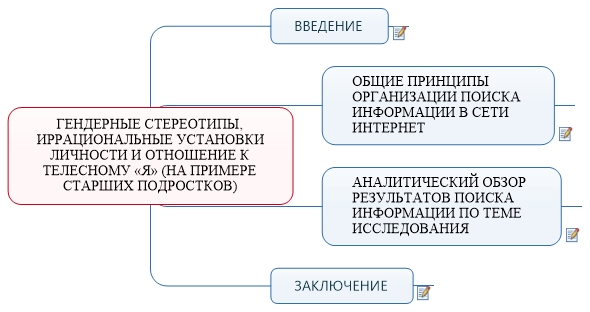 ВВЕДЕНИЕ
ОБЩИЕ ПРИНЦИПЫ
ОРГАНИЗАЦИИ ПОИСКА
ИНФОРМАЦИИ В СЕТИ
ИНТЕРНЕТ
ГЕНДЕРНЫЕ СТЕРЕОТИПЫ,
ИРРАЦИОНАЛЬНЫЕ УСТАНОВКИ
ЛИЧНОСТИ И ОТНОШЕНИЕ К
ТЕЛЕСНОМУ «Я» (НА ПРИМЕРЕ
СТАРШИХ ПОДРОСТКОВ)
АНАЛИТИЧЕСКИЙ ОБЗОР
РЕЗУЛЬТАТОВ ПОИСКА
ИНФОРМАЦИИ ПО ТЕМЕ
ИССЛЕДОВАНИЯ
ЗАКЛЮЧЕНИЕ